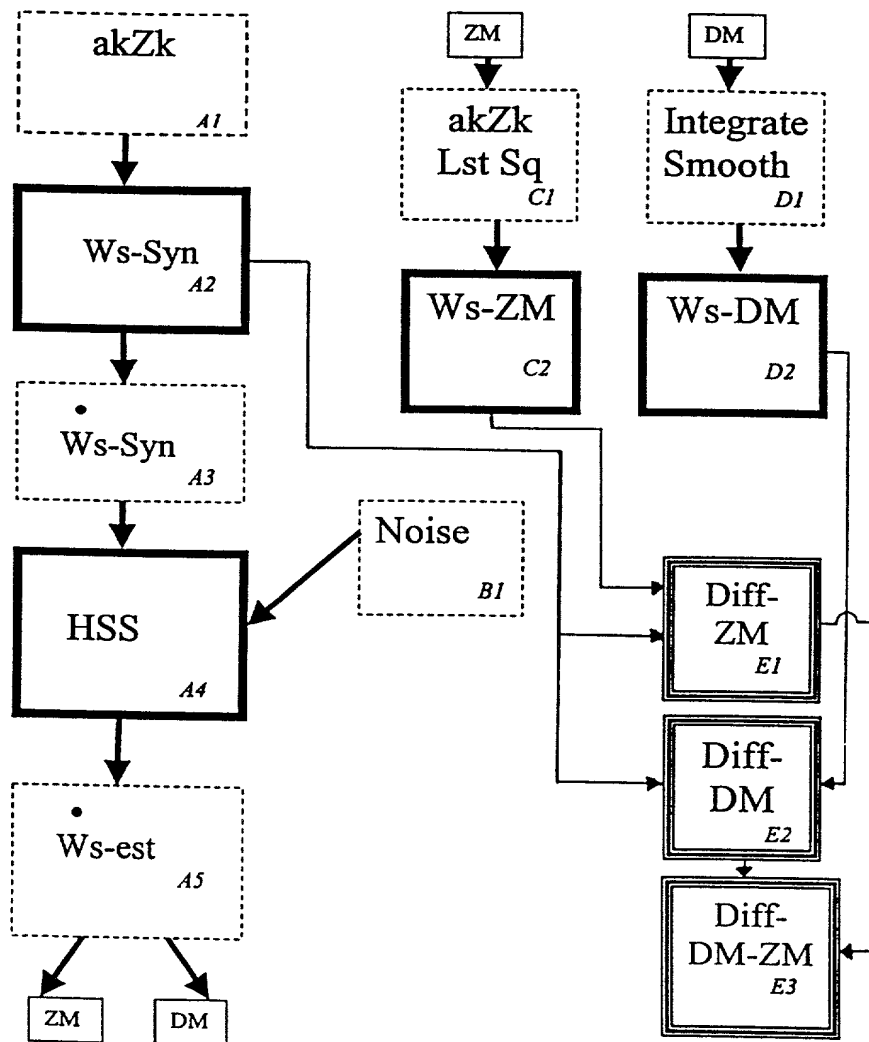 akZk
A1
Ws-Syn
A2
Ws-Syn
A3
HSS
A4
Ws-est
A5
ZM
DM
Noise
B1
ZM
akZk
Lst Sq
C1
Ws-ZM
C2
DM
Integrate
Smooth
D1
Ws-DM
D2
Diff-
ZM
E1
Diff-
DM
E2
Diff-
DM-ZM
E3